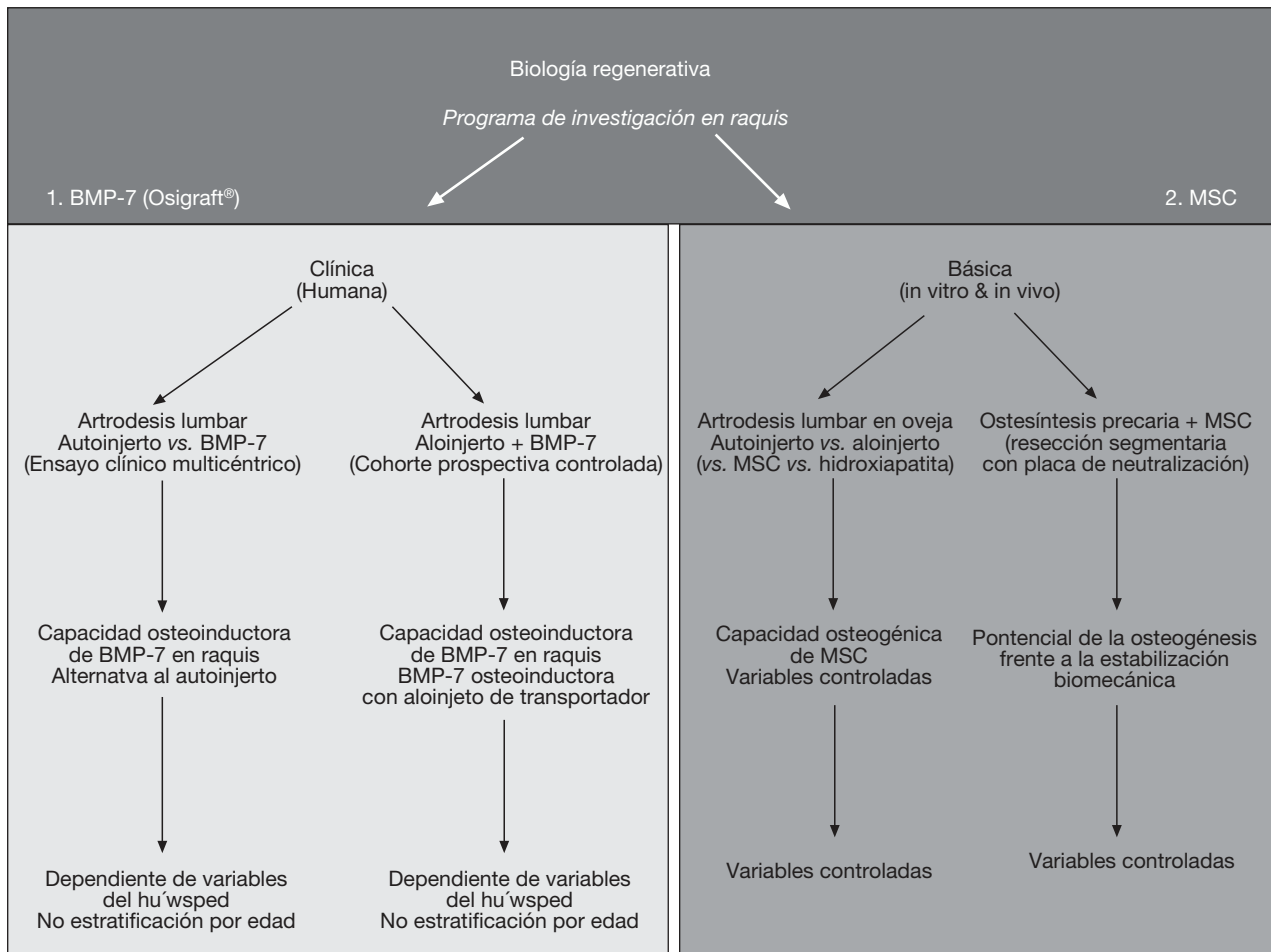 Biología regenerativa
Programa de investigación en raquis
1. BMP-7 (Osigraft®)
2. MSC
Clínica
(Humana)
Artrodesis lumbar
Autoinjerto vs. BMP-7
(Ensayo clínico multicéntrico)
Capacidad osteoinductora
de BMP-7 en raquis
Alternatva al autoinjerto
Dependiente de variables
del hu´wsped
No estratificación por edad
Artrodesis lumbar
Aloinjerto + BMP-7
(Cohorte prospectiva controlada)
Capacidad osteoinductora
de BMP-7 en raquis
BMP-7 osteoinductora
con aloinjeto de transportador
Dependiente de variables
del hu´wsped
No estratificación por edad
Básica
(in vitro & in vivo)
Artrodesis lumbar en oveja
Autoinjerto vs. aloinjerto
(vs. MSC vs. hidroxiapatita)
Capacidad osteogénica
de MSC
Variables controladas
Variables controladas
Ostesíntesis precaria + MSC
(resección segmentaria
con placa de neutralización)
Pontencial de la osteogénesis
frente a la estabilización
biomecánica
Variables controladas